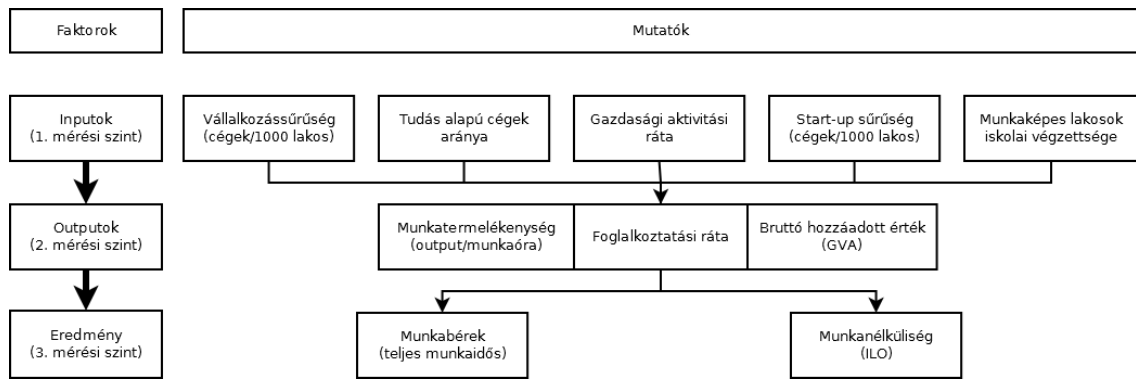 Faktorok
Mutatók
Inputok
(1. mérési szint)
Vállalkozássűrűség
(cégek/1000 lakos)
Tudás alapú cégek
aránya
Gazdasági aktivitási
ráta
Start-up sűrűség
(cégek/1000 lakos)
Munkaképes lakosok
iskolai végzettsége
Outputok
(2. mérési szint)
Munkatermelékenység
(output/munkaóra)
Foglalkoztatási ráta
Bruttó hozzáadott érték
(GVA)
Eredmény
(3. mérési szint)
Munkabérek
(teljes munkaidős)
Munkanélküliség
(ILO)